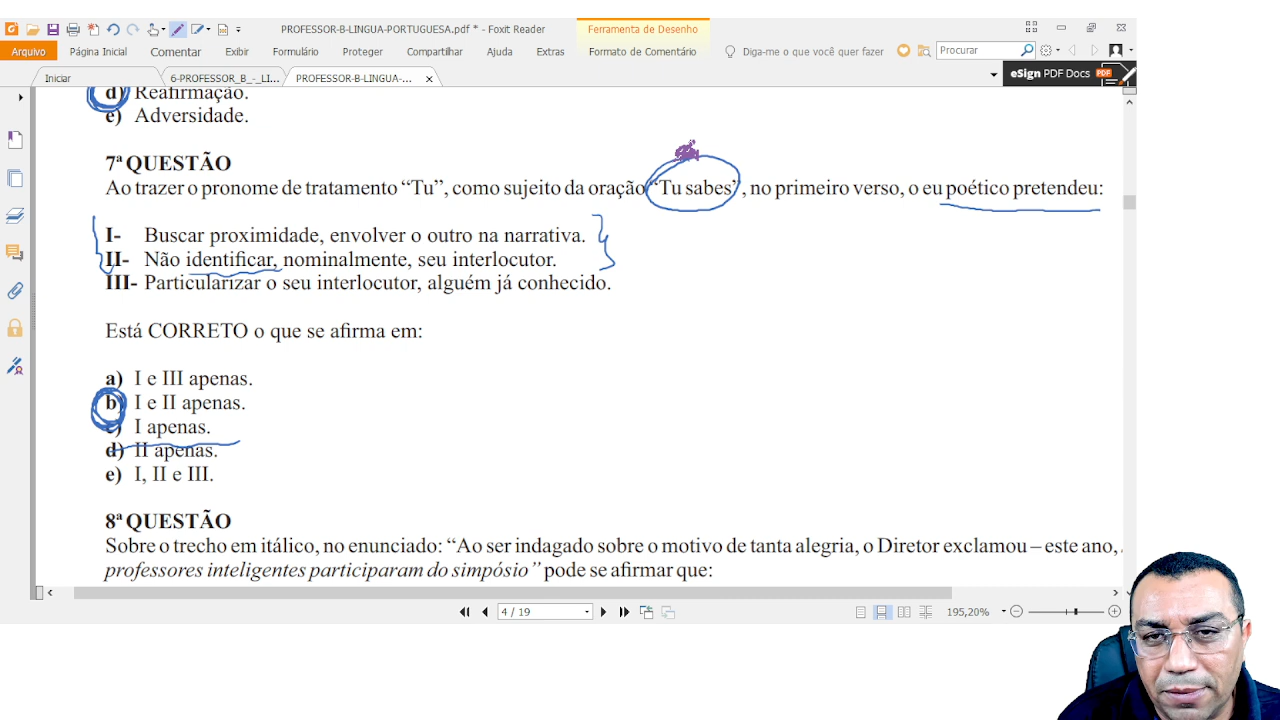 PROFESSOR-B-LINGUA-PORTUGUESA.pdf * - Foxit Reader
Ferramenta de Desenho
Arquivo Página Inicial Comentar Exibir Formulário Proteger Compartilhar Ajuda Extras Formato de Comentário Diga-me o que você quer fazer Procurar
Iniciar 6-PROFESSOR_B_-_LI... PROFESSOR-B-LINGUA-... eSign PDF Docs PDF
d) Reafirmação.
e) Adversidade.
7ª QUESTÃO
Ao trazer o pronome de tratamento “Tu”, como sujeito da oração “Tu sabes”, no primeiro verso, o eu poético pretendeu:
I- Buscar proximidade, envolver o outro na narrativa.
II- Não identificar, nominalmente, seu interlocutor.
III- Particularizar o seu interlocutor, alguém já conhecido.
Está CORRETO o que se afirma em:
a) I e III apenas.
b) I e II apenas.
c) I apenas.
d) II apenas.
e) I, II e III.
8ª QUESTÃO
Sobre o trecho em itálico, no enunciado: “Ao ser indagado sobre o motivo de tanta alegria, o Diretor exclamou – este ano,
professores inteligentes participaram do simpósio” pode se afirmar que:
4 / 19 195,20%